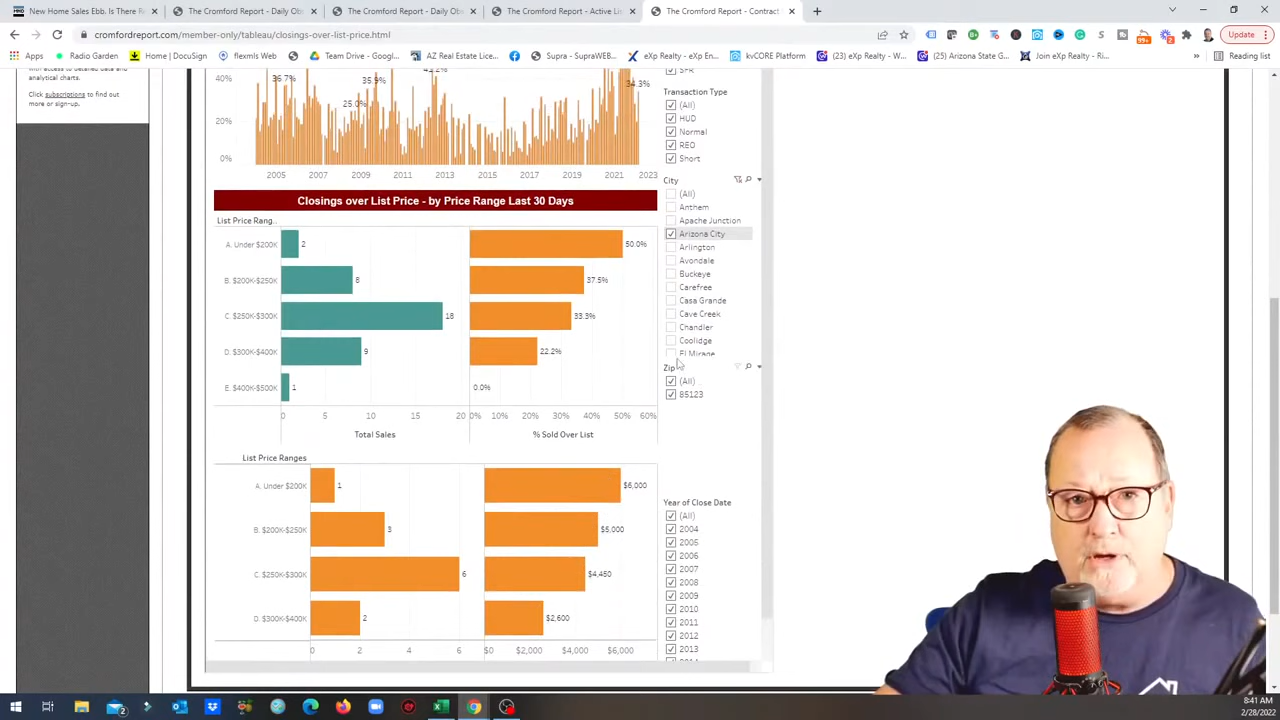 New Home Sales Ebb. Is There R
The Cromford Report - Daily Ob
The Cromford Report - Daily Ob
The Cromford Report - Active Li
The Cromford Report - Contract
cromfordreport.com/member-only/tableau/closings-over-list-price.html
Update
Apps
Radio Garden
Home | DocuSign
flexmls Web
Team Drive - Googl...
AZ Real Estate Lice...
Supra - SupraWEB...
eXp Realty - eXp En...
kvCORE Platform
(23) eXp Realty - W...
(25) Arizona State G...
Join eXp Realty - M...
Reading list
analytical charts.
Click subscriptions to find out
more or sign-up.
40%
20%
0%
36.7%
25.0%
35.9%
34.3%
2005
2007
2009
2011
2013
2015
2017
2019
2021
2023
SFR
Transaction Type
(All)
HUD
Normal
REO
Short
City
(All)
Anthem
Apache Junction
Arizona City
Arlington
Avondale
Buckeye
Carefree
Casa Grande
Cave Creek
Chandler
Coolidge
El Mirage
Zip
(All)
85123
Closings over List Price - by Price Range Last 30 Days
List Price Rang..
A. Under $200K
2
50.0%
B. $200K-$250K
8
37.5%
C. $250K-$300K
18
33.3%
D. $300K-$400K
9
22.2%
E. $400K-$500K
1
0.0%
0
5
10
15
20
0%
10%
20%
30%
40%
50%
60%
Total Sales
% Sold Over List
List Price Ranges
A. Under $200K
1
$6,000
B. $200K-$250K
3
C. $250K-$300K
6
$4,450
D. $300K-$400K
2
$2,600
0
2
4
6
$0
$2,000
$4,000
$6,000
Year of Close Date
(All)
2004
2005
2006
2007
2008
2009
2010
2011
2012
2013
8:41 AM
2/28/2022